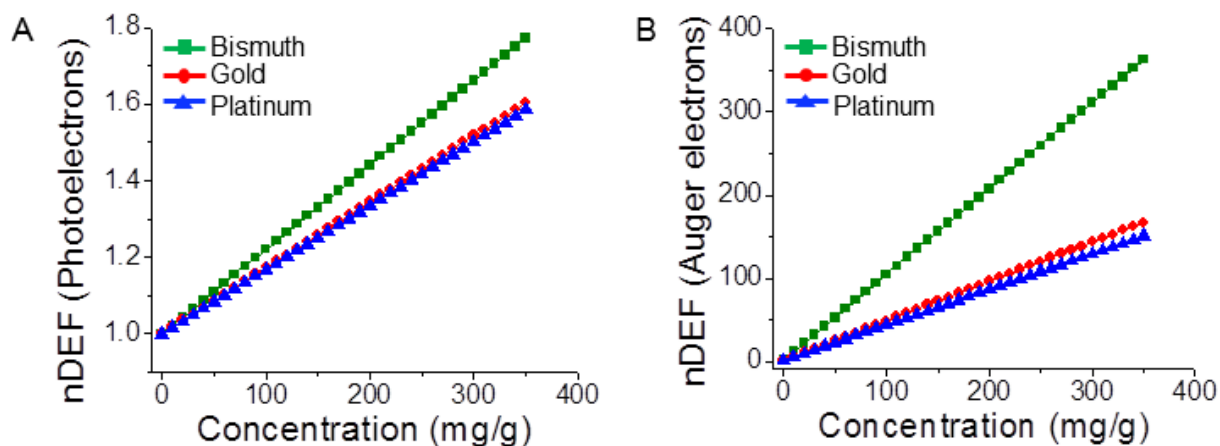 A
nDEF (Photoelectrons)
1.8
1.6
1.4
1.2
1.0
Bismuth
Gold
Platinum
0 100 200 300 400
Concentration (mg/g)
B
nDEF (Auger electrons)
400
300
200
100
0
Bismuth
Gold
Platinum
0 100 200 300 400
Concentration (mg/g)